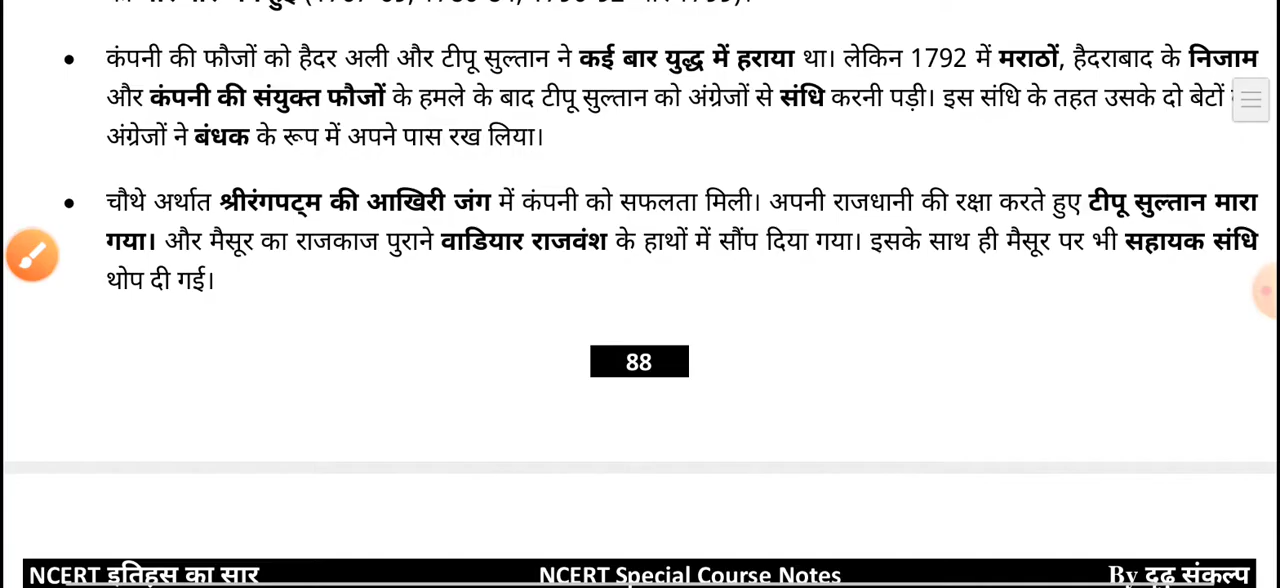 कंपनी की फौजों को हैदर अली और टीपू सुल्तान ने कई बार युद्ध में हराया था। लेकिन 1792 में मराठों, हैदराबाद के निजाम
और कंपनी की संयुक्त फौजों के हमले के बाद टीपू सुल्तान को अंग्रेजों से संधि करनी पड़ी। इस संधि के तहत उसके दो बेटों
अंग्रेजों ने बंधक के रूप में अपने पास रख लिया।
चौथे अर्थात श्रीरंगपट्म की आखिरी जंग में कंपनी को सफलता मिली। अपनी राजधानी की रक्षा करते हुए टीपू सुल्तान मारा
गया। और मैसूर का राजकाज पुराने वाडियार राजवंश के हाथों में सौंप दिया गया। इसके साथ ही मैसूर पर भी सहायक संधि
थोप दी गई।
88
NCERT इतिहस का सार NCERT Special Course Notes By दृढ़ संकल्प